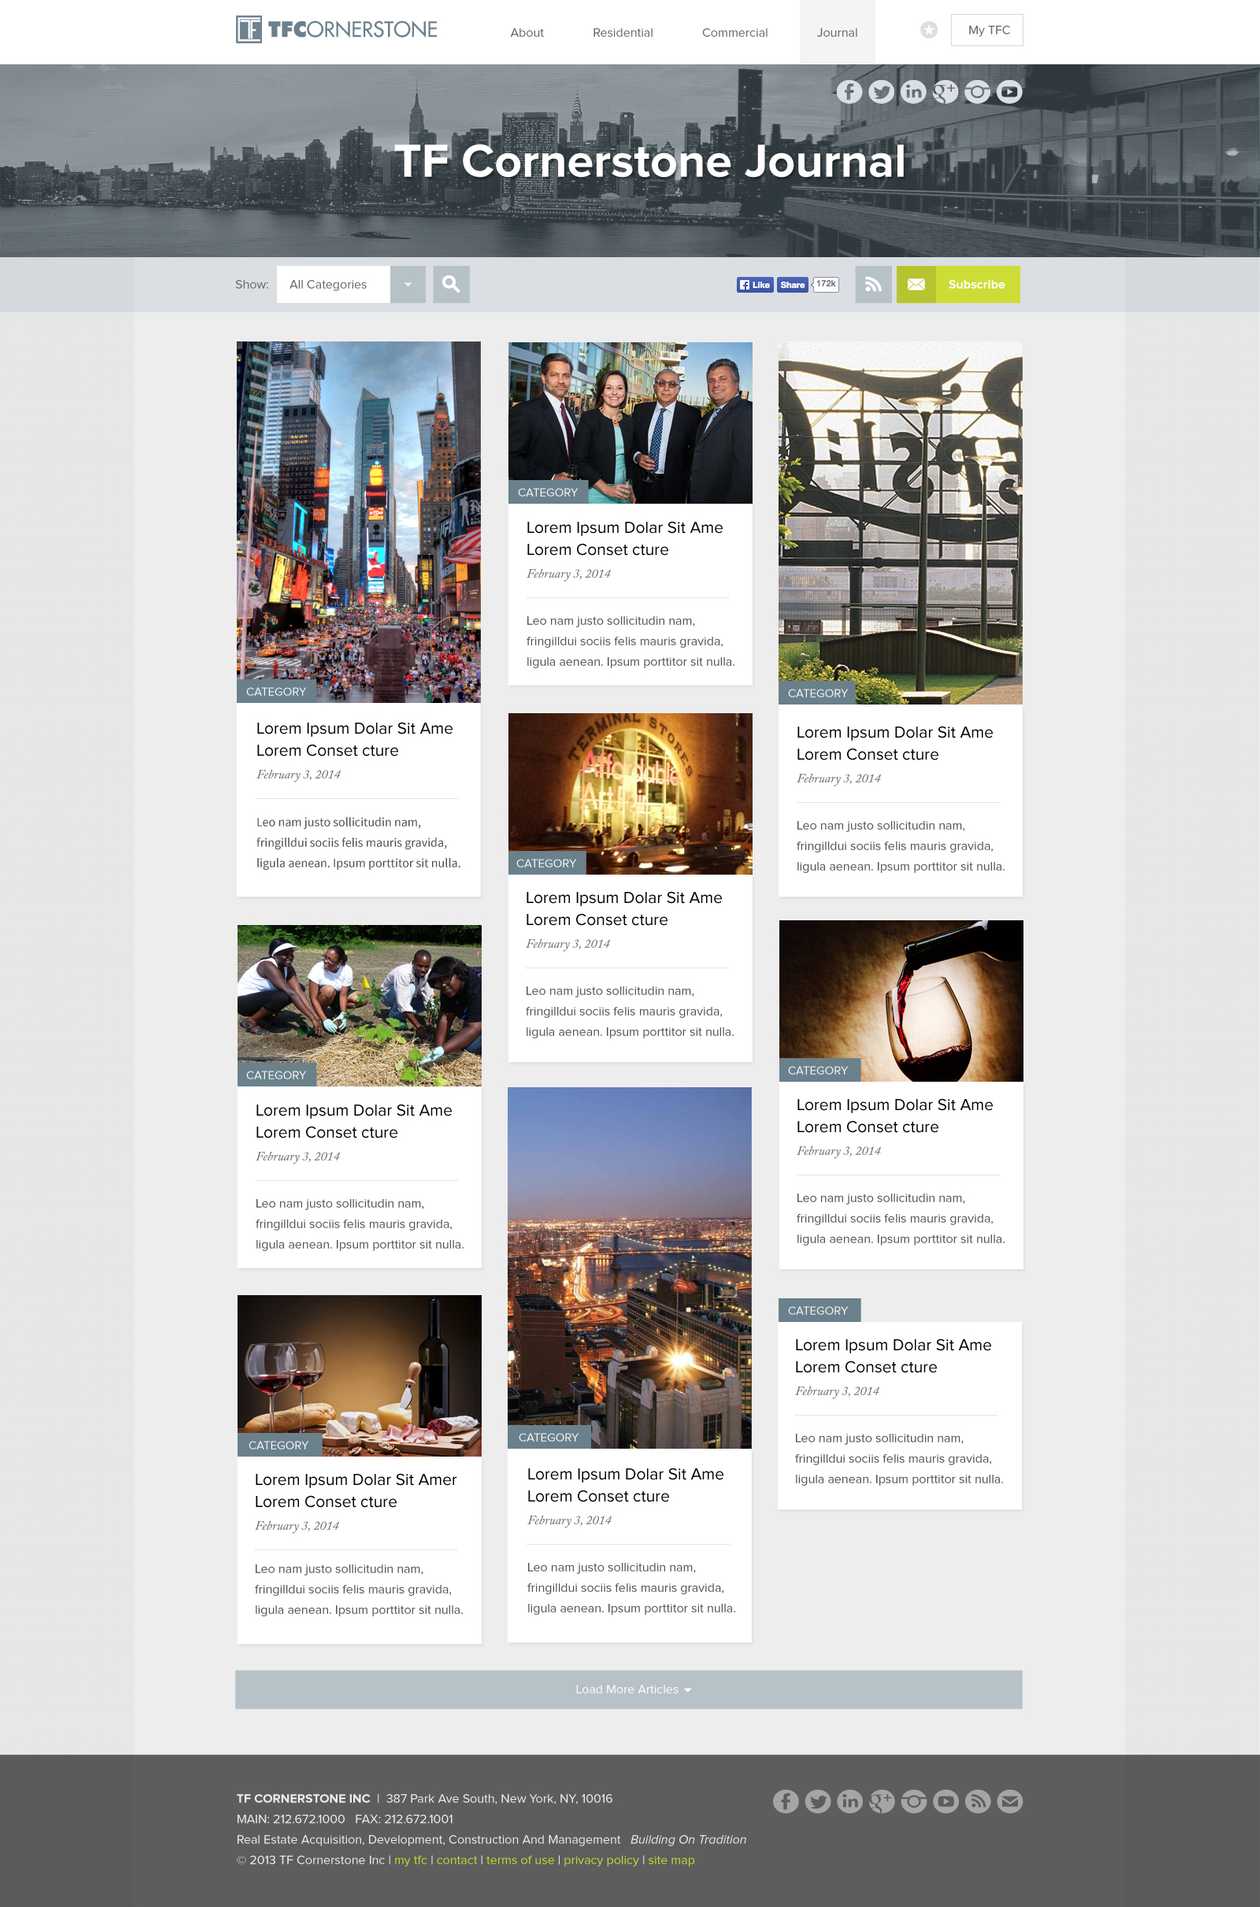 TFCORNERSTONE
About
Residential
Commercial
Journal
My TFC
TF Cornerstone Journal
Show:
All Categories
Like
Share
172k
Subscribe
CATEGORY
Lorem Ipsum Dolar Sit Ame
Lorem Conset cture
February 3, 2014
Leo nam justo sollicitudin nam,
fringilldui sociis felis mauris gravida,
ligula aenean. Ipsum porttitor sit nulla.
CATEGORY
Lorem Ipsum Dolar Sit Ame
Lorem Conset cture
February 3, 2014
Leo nam justo sollicitudin nam,
fringilldui sociis felis mauris gravida,
ligula aenean. Ipsum porttitor sit nulla.
CATEGORY
Lorem Ipsum Dolar Sit Ame
Lorem Conset cture
February 3, 2014
Leo nam justo sollicitudin nam,
fringilldui sociis felis mauris gravida,
ligula aenean. Ipsum porttitor sit nulla.
TERMINAL STORES
Affordable
Art Fair
CATEGORY
Lorem Ipsum Dolar Sit Ame
Lorem Conset cture
February 3, 2014
Leo nam justo sollicitudin nam,
fringilldui sociis felis mauris gravida,
ligula aenean. Ipsum porttitor sit nulla.
CATEGORY
Lorem Ipsum Dolar Sit Ame
Lorem Conset cture
February 3, 2014
Leo nam justo sollicitudin nam,
fringilldui sociis felis mauris gravida,
ligula aenean. Ipsum porttitor sit nulla.
CATEGORY
Lorem Ipsum Dolar Sit Ame
Lorem Conset cture
February 3, 2014
Leo nam justo sollicitudin nam,
fringilldui sociis felis mauris gravida,
ligula aenean. Ipsum porttitor sit nulla.
CATEGORY
Lorem Ipsum Dolar Sit Amer
Lorem Conset cture
February 3, 2014
Leo nam justo sollicitudin nam,
fringilldui sociis felis mauris gravida,
ligula aenean. Ipsum porttitor sit nulla.
CATEGORY
Lorem Ipsum Dolar Sit Ame
Lorem Conset cture
February 3, 2014
Leo nam justo sollicitudin nam,
fringilldui sociis felis mauris gravida,
ligula aenean. Ipsum porttitor sit nulla.
CATEGORY
Lorem Ipsum Dolar Sit Ame
Lorem Conset cture
February 3, 2014
Leo nam justo sollicitudin nam,
fringilldui sociis felis mauris gravida,
ligula aenean. Ipsum porttitor sit nulla.
Load More Articles
TF CORNERSTONE INC | 387 Park Ave South, New York, NY, 10016
MAIN: 212.672.1000 FAX: 212.672.1001
Real Estate Acquisition, Development, Construction And Management Building On Tradition
© 2013 TF Cornerstone Inc | my tfc | contact | terms of use | privacy policy | site map